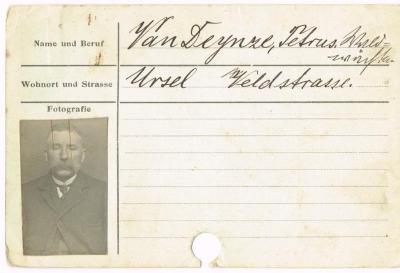 Name und Beruf Van Deynze, Petrus.
Wohnort und Strasse Ursel Veldstrasse.
Fotografie